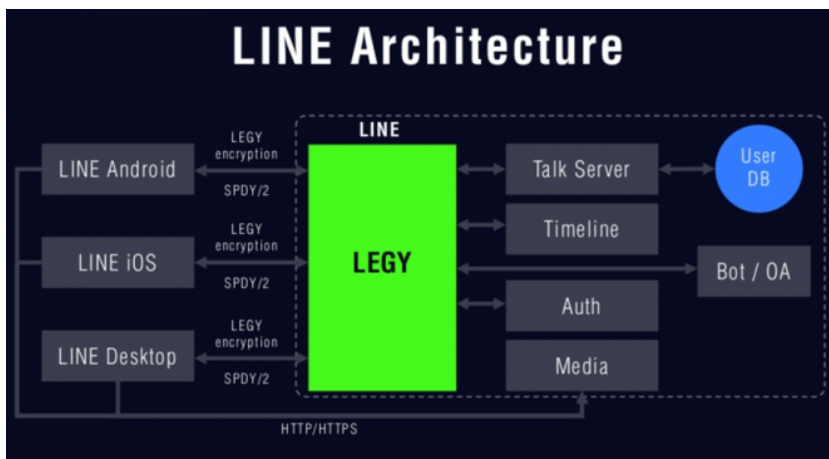 LINE Architecture
LINE
LEGY
encryption
LINE Android
SPDY/2
LEGY
encryption
LINE iOS
SPDY/2
LEGY
encryption
LINE Desktop
SPDY/2
LEGY
Talk Server
User
DB
Timeline
Bot / OA
Auth
Media
HTTP/HTTPS